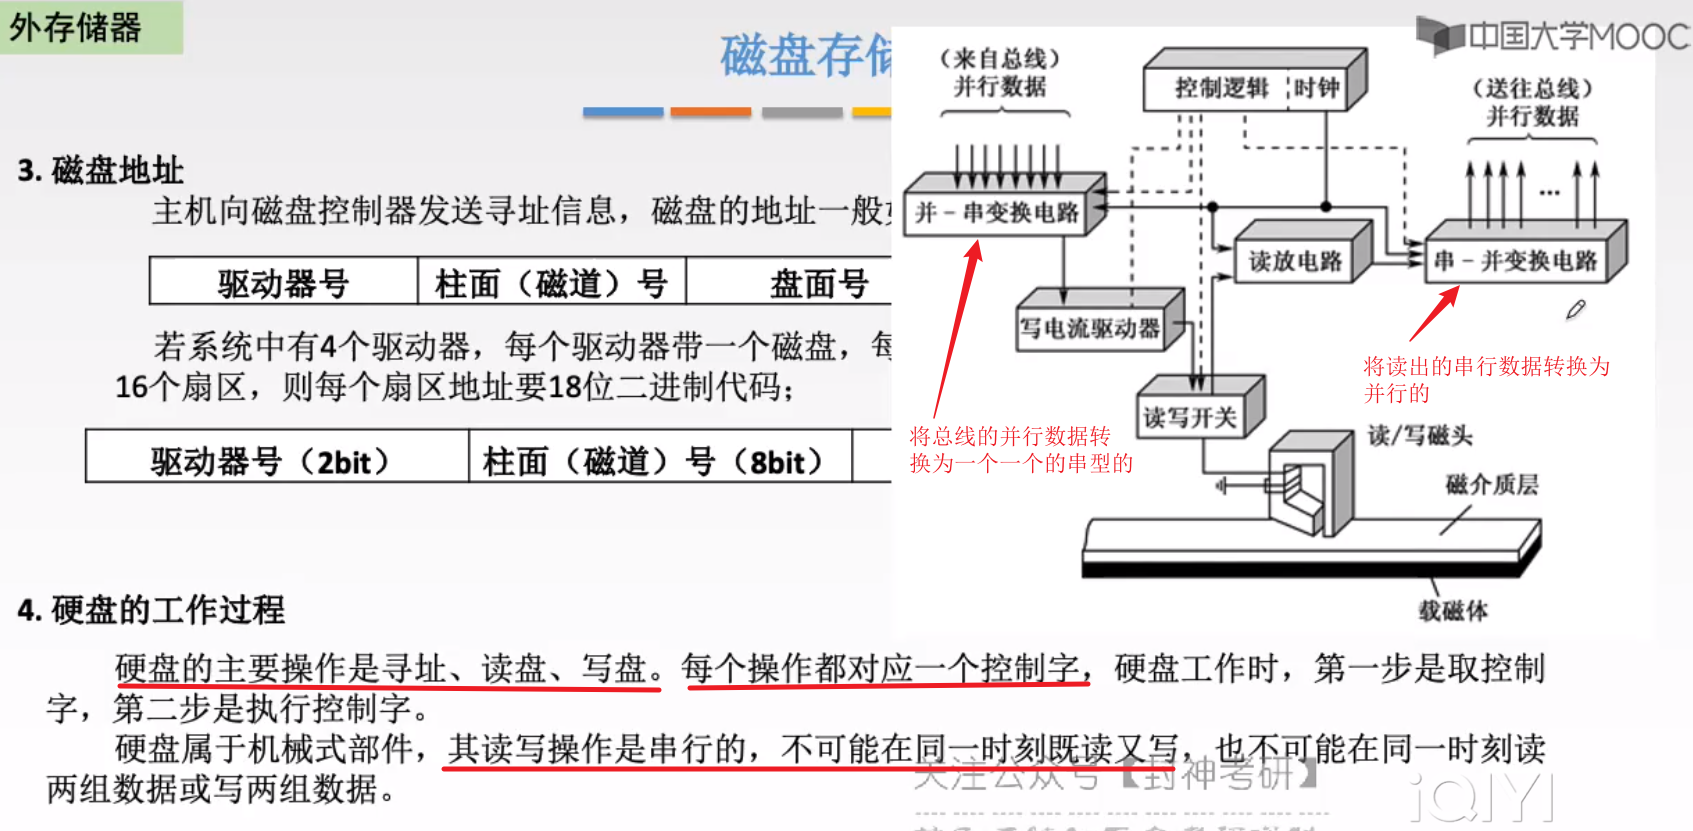 外存储器
磁盘存储
中国大学MOOC
3. 磁盘地址
主机向磁盘控制器发送寻址信息，磁盘的地址一般
驱动器号 柱面（磁道）号 盘面号
若系统中有4个驱动器，每个驱动器带一个磁盘，每
16个扇区，则每个扇区地址要18位二进制代码；
驱动器号（2bit） 柱面（磁道）号（8bit）
（来自总线）
并行数据
控制逻辑 时钟
（送往总线）
并行数据
并－串变换电路
读放电路
串－并变换电路
写电流驱动器
将读出的串行数据转换为
并行的
读写开关
将总线的并行数据转
换为一个一个的串型的
读/写磁头
磁介质层
载磁体
4. 硬盘的工作过程
硬盘的主要操作是寻址、读盘、写盘。每个操作都对应一个控制字，硬盘工作时，第一步是取控制
字，第二步是执行控制字。
硬盘属于机械式部件，其读写操作是串行的，不可能在同一时刻既读又写，也不可能在同一时刻读
两组数据或写两组数据。
关注公众号【封神考研】
iQIYI